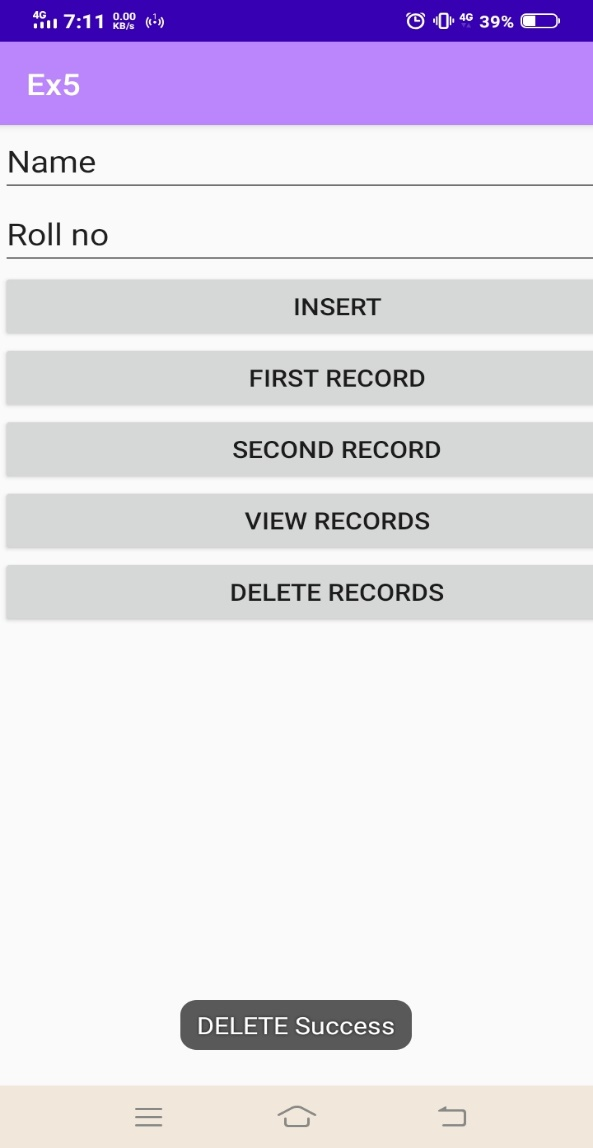 4G 7:11 0.00 KB/s 4G 39%
Ex5
Name
Roll no
INSERT
FIRST RECORD
SECOND RECORD
VIEW RECORDS
DELETE RECORDS
DELETE Success